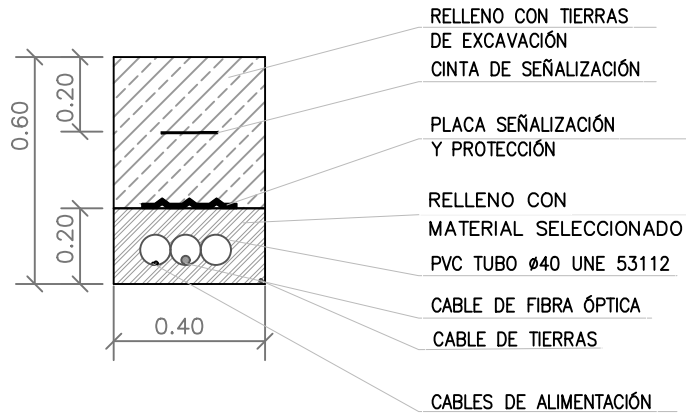 RELLENO CON TIERRAS
DE EXCAVACIÓN
CINTA DE SEÑALIZACIÓN
0.20
0.60
PLACA SEÑALIZACIÓN
Y PROTECCIÓN
RELLENO CON
MATERIAL SELECCIONADO
0.20
PVC TUBO Ø40 UNE 53112
CABLE DE FIBRA ÓPTICA
0.40
CABLE DE TIERRAS
CABLES DE ALIMENTACIÓN